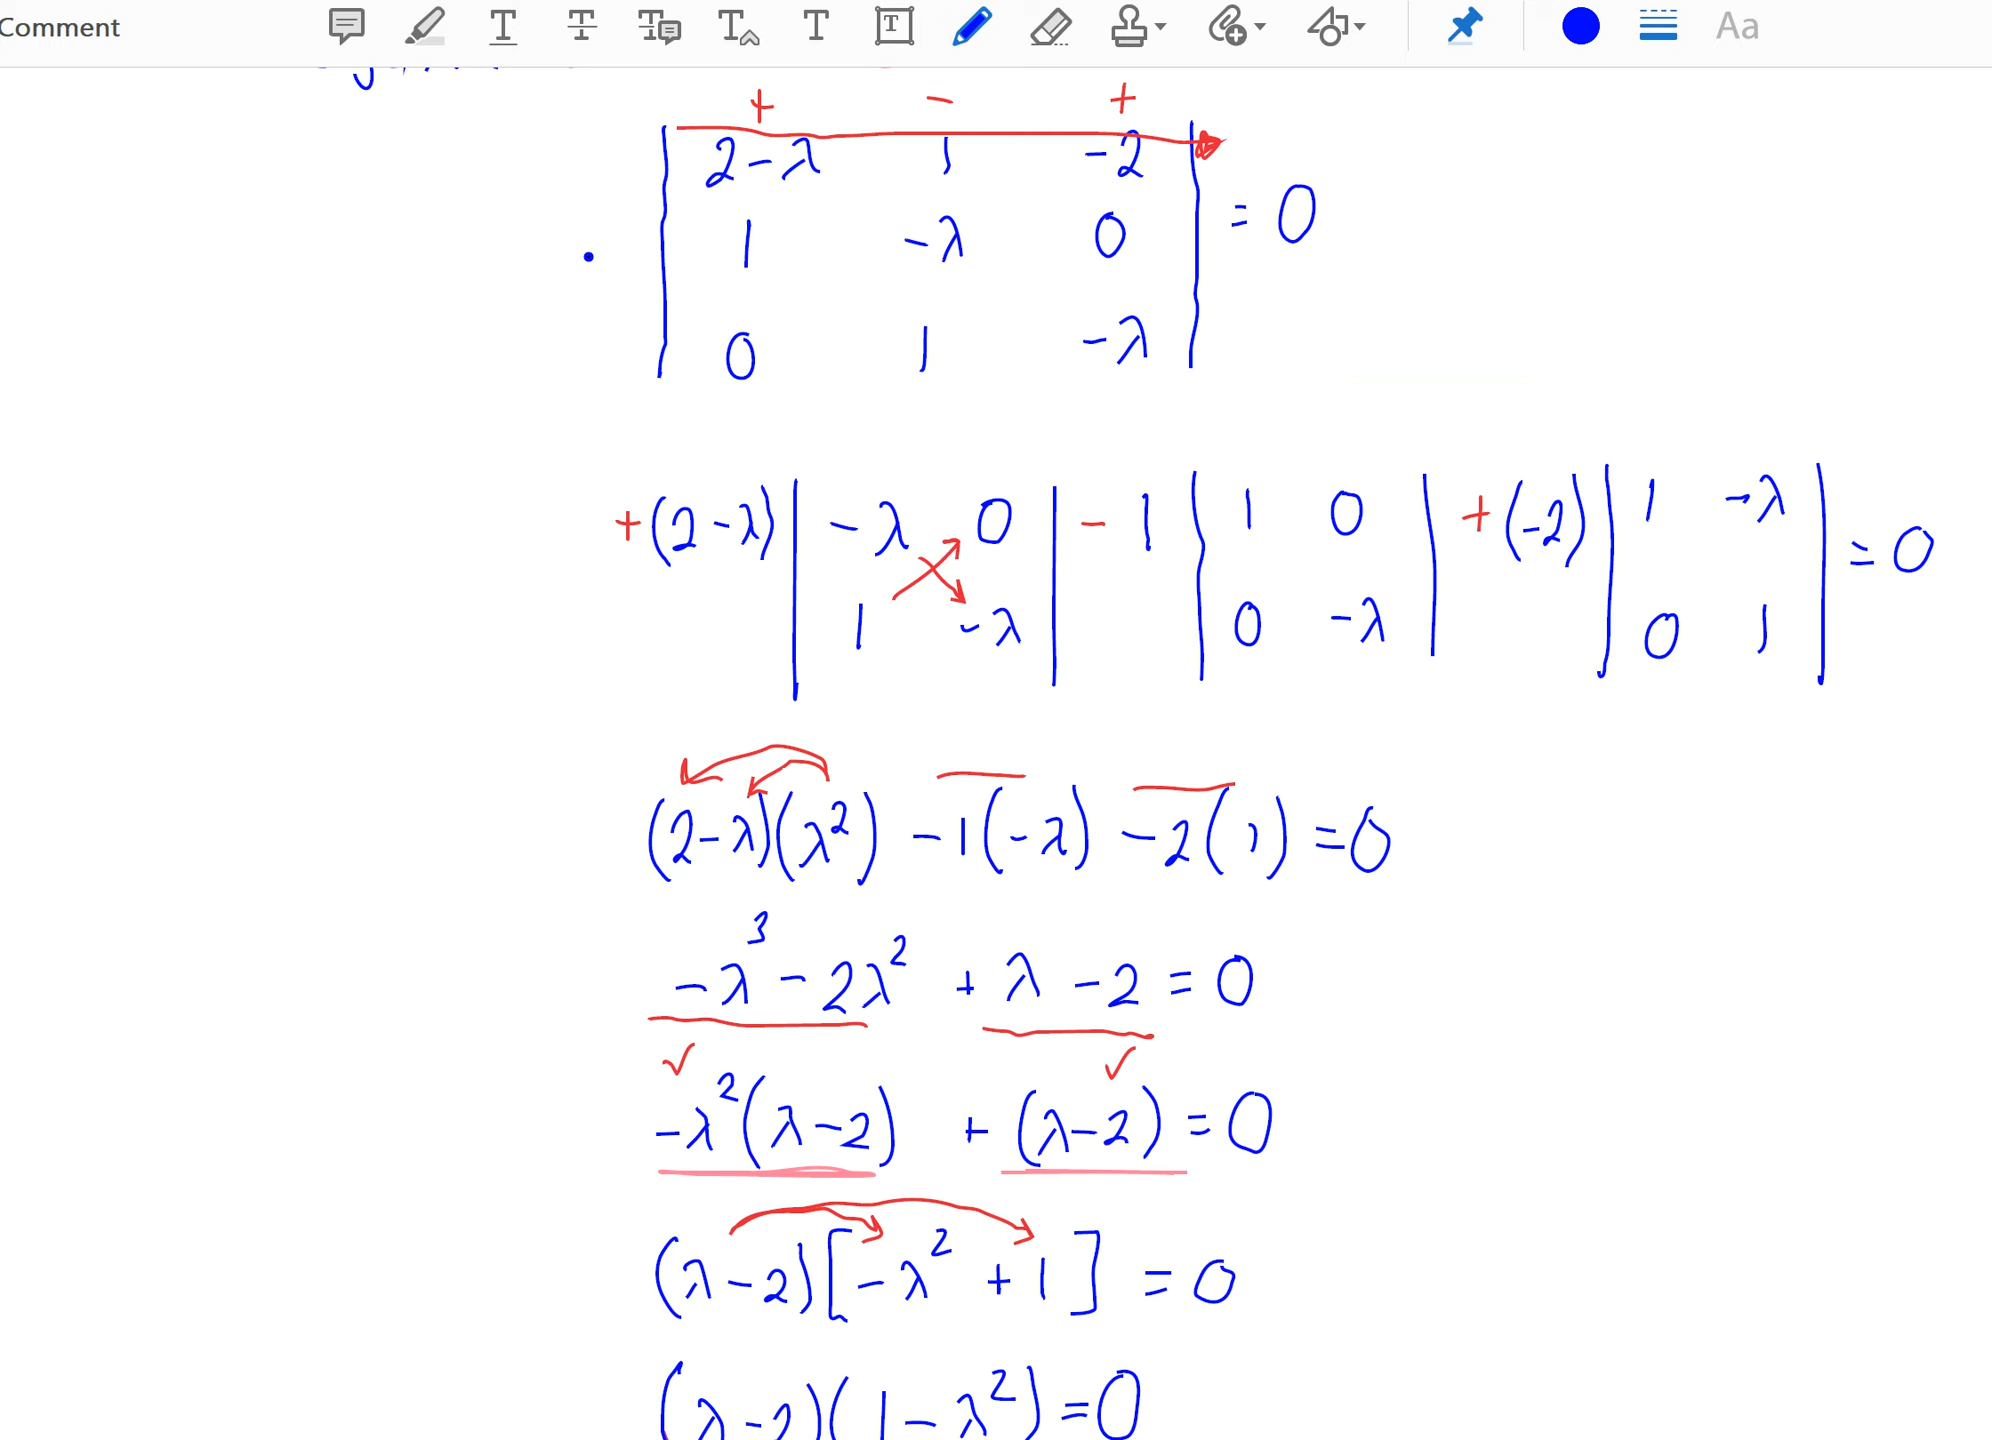 Comment T T T T T T Aa
+ - +
| 2-λ 1 -2 |
| 1 -λ 0 | = 0
| 0 1 -λ |
+(2-λ) | -λ 0 | - 1 | 1 0 | +(-2) | 1 -λ | = 0
| 1 -λ | | 0 -λ | | 0 1 |
(2-λ)(λ²) -1(-λ) -2(1) = 0
-λ³ - 2λ² + λ - 2 = 0
✓ ✓
-λ²(λ-2) + (λ-2) = 0
(λ-2)[-λ² + 1] = 0
(λ-2)(1-λ²) = 0